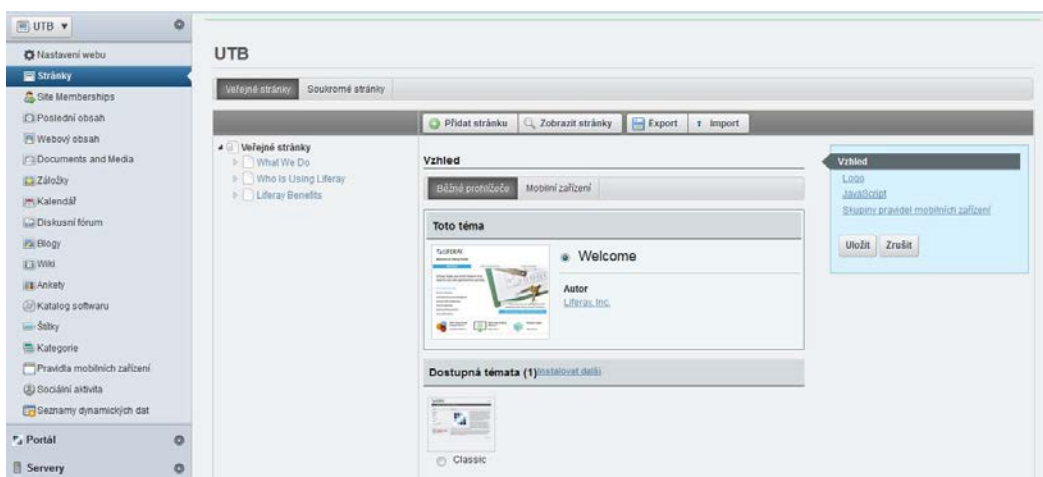 UTB ▼
Nastavení webu
Stránky
Site Memberships
Poslední obsah
Webový obsah
Documents and Media
Záložky
Kalendář
Diskusní fórum
Blogy
Wiki
Ankety
Katalog softwaru
Štítky
Kategorie
Pravidla mobilních zařízení
Sociální aktivita
Seznamy dynamických dat
Portál
Servery
UTB
Veřejné stránky Soukromé stránky
Přidat stránku Zobrazit stránky Export Import
Veřejné stránky
What We Do
Who Is Using Liferay
Liferay Benefits
Vzhled
Běžné prohlížeče Mobilní zařízení
Toto téma
LIFERAY
Welcome
Autor
Liferay, Inc.
Dostupná témata (1) Instalovat další
Classic
Vzhled
Logo
JavaScript
Skupiny pravidel mobilních zařízení
Uložit Zrušit